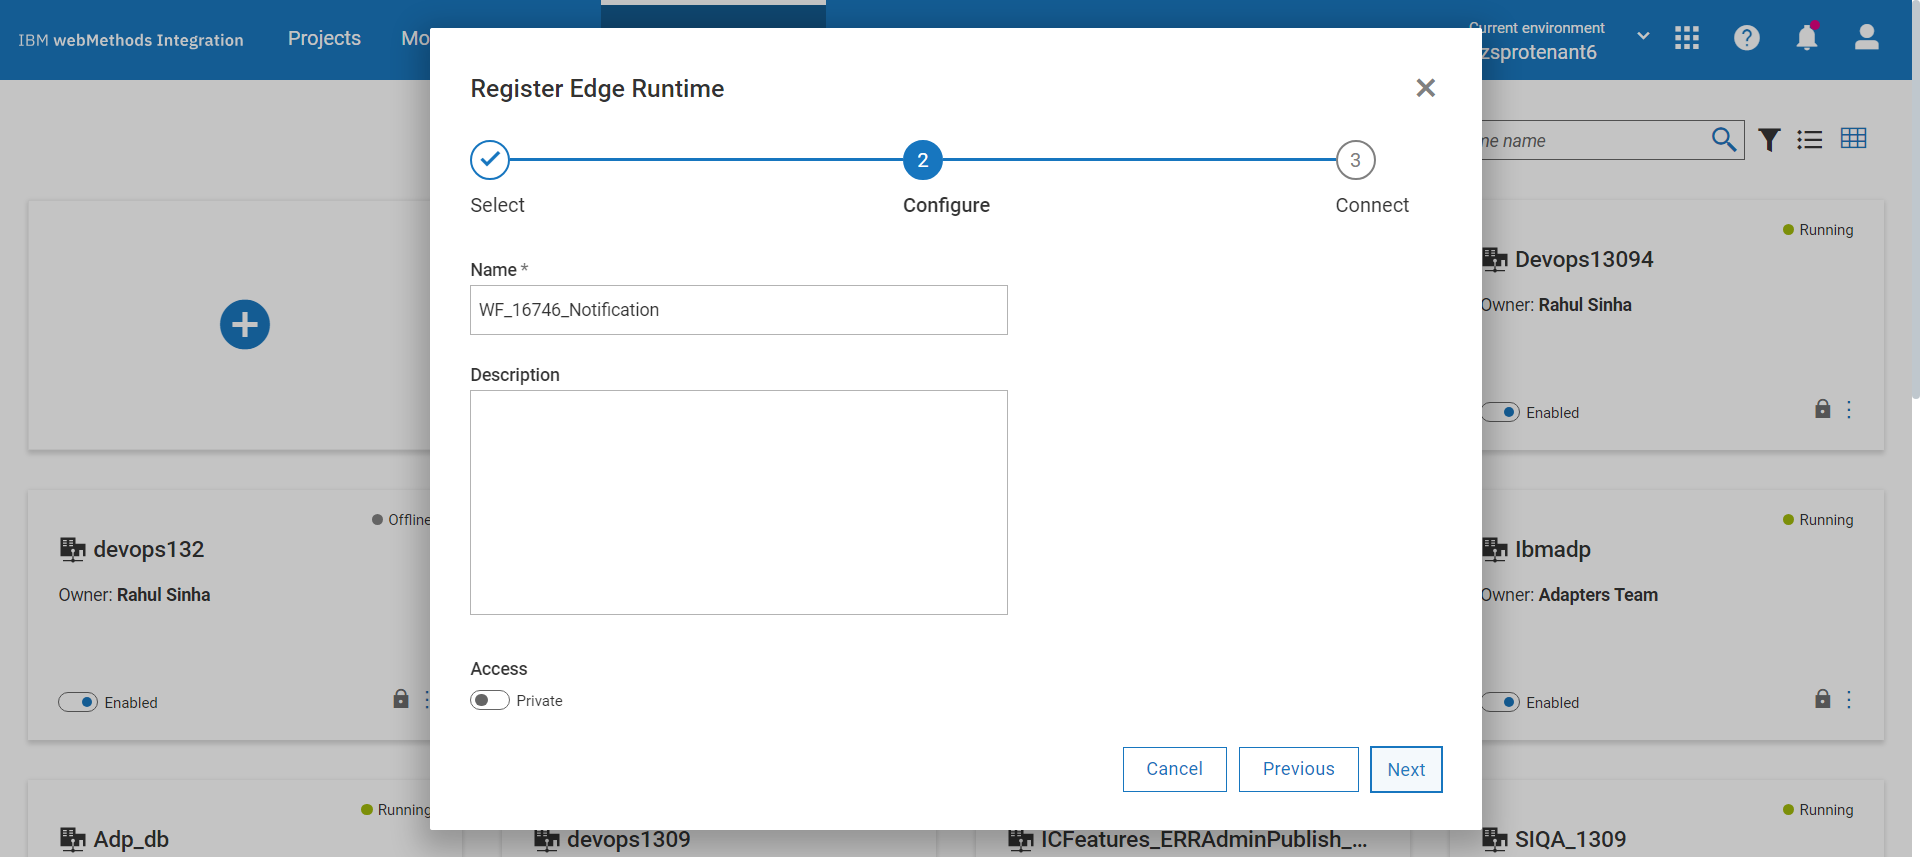 IBM webMethods Integration
Projects
Current environment
zsprotenant6
Register Edge Runtime
2
3
Select
Configure
Connect
name
Name *
WF_16746_Notification
Description
Access
Private
Cancel
Previous
Next
Running
Devops13094
Owner: Rahul Sinha
Enabled
Offline
devops132
Owner: Rahul Sinha
Enabled
Running
Ibmadp
Owner: Adapters Team
Enabled
Running
Adp_db
devops1309
ICFeatures_ERRAdminPublish_...
Running
SIQA_1309